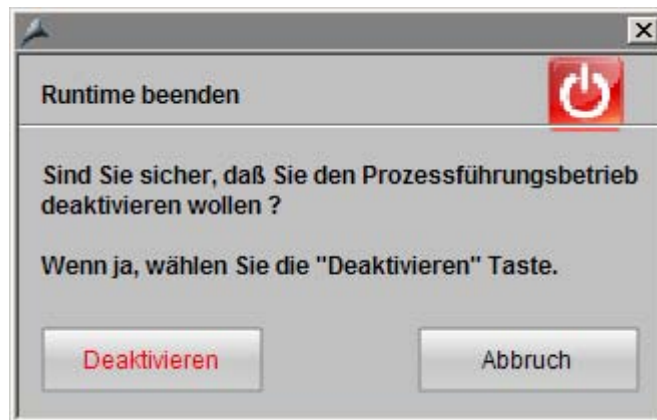 Runtime beenden
Sind Sie sicher, daß Sie den Prozessführungsbetrieb
deaktivieren wollen ?
Wenn ja, wählen Sie die "Deaktivieren" Taste.
Deaktivieren
Abbruch